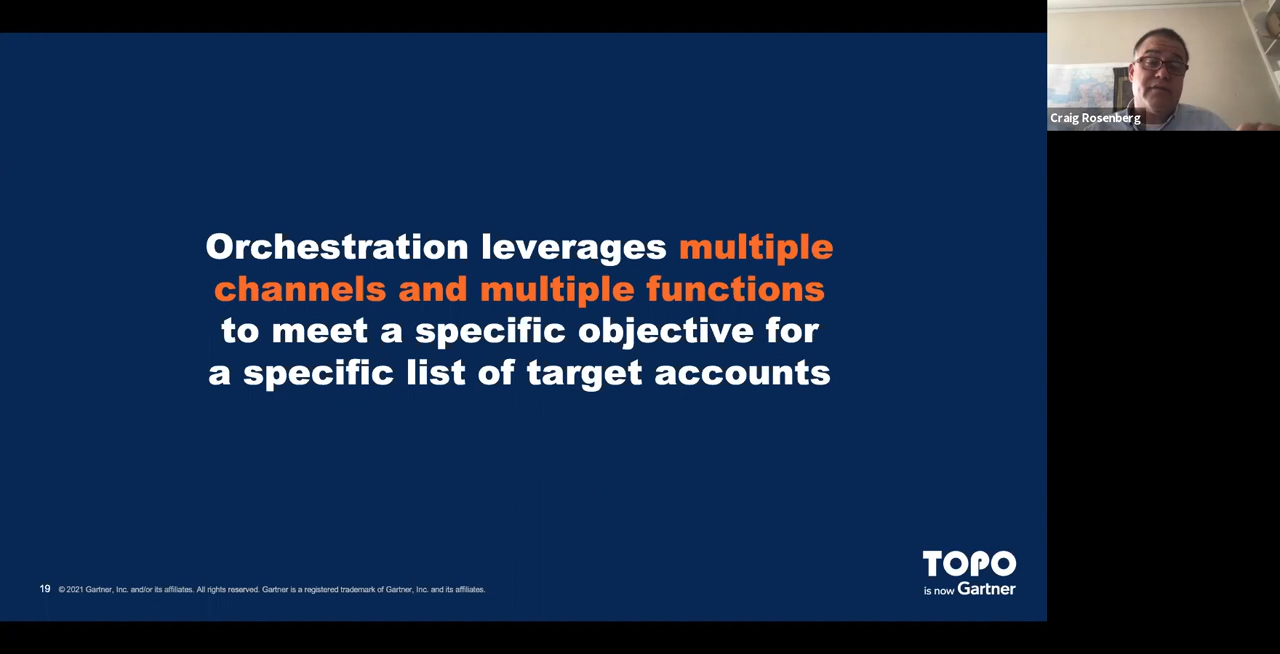 Craig Rosenberg
Orchestration leverages multiple
channels and multiple functions
to meet a specific objective for
a specific list of target accounts
TOPO
is now Gartner
19 © 2021 Gartner, Inc. and/or its affiliates. All rights reserved. Gartner is a registered trademark of Gartner, Inc. and its affiliates.